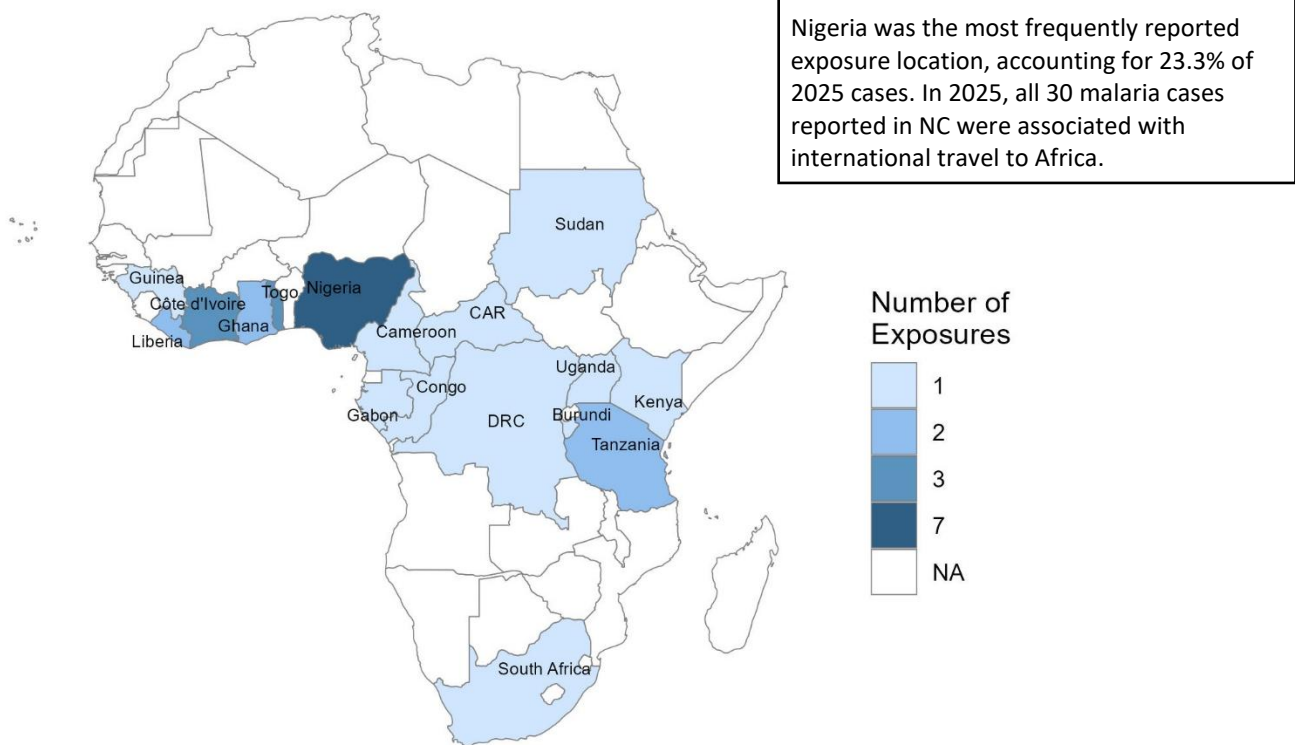 Nigeria was the most frequently reported
exposure location, accounting for 23.3% of
2025 cases. In 2025, all 30 malaria cases
reported in NC were associated with
international travel to Africa.
Sudan
Guinea
Côte d'Ivoire
Togo
Nigeria
Ghana
Liberia
Cameroon
CAR
Uganda
Congo
Kenya
Gabon
DRC
Burundi
Tanzania
South Africa
Number of
Exposures
1
2
3
7
NA